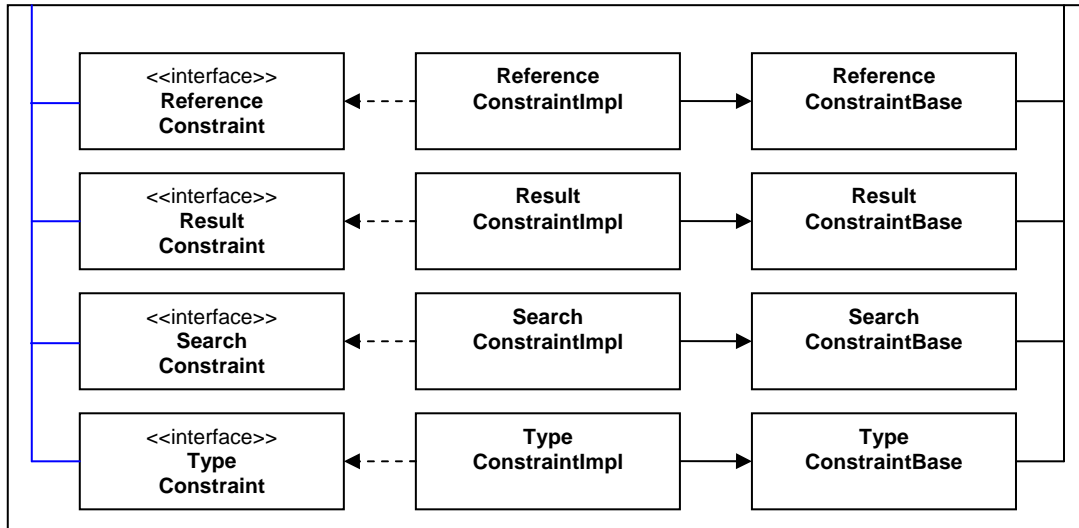 <<interface>>
Reference
Constraint
Reference
ConstraintImpl
Reference
ConstraintBase
<<interface>>
Result
Constraint
Result
ConstraintImpl
Result
ConstraintBase
<<interface>>
Search
Constraint
Search
ConstraintImpl
Search
ConstraintBase
<<interface>>
Type
Constraint
Type
ConstraintImpl
Type
ConstraintBase